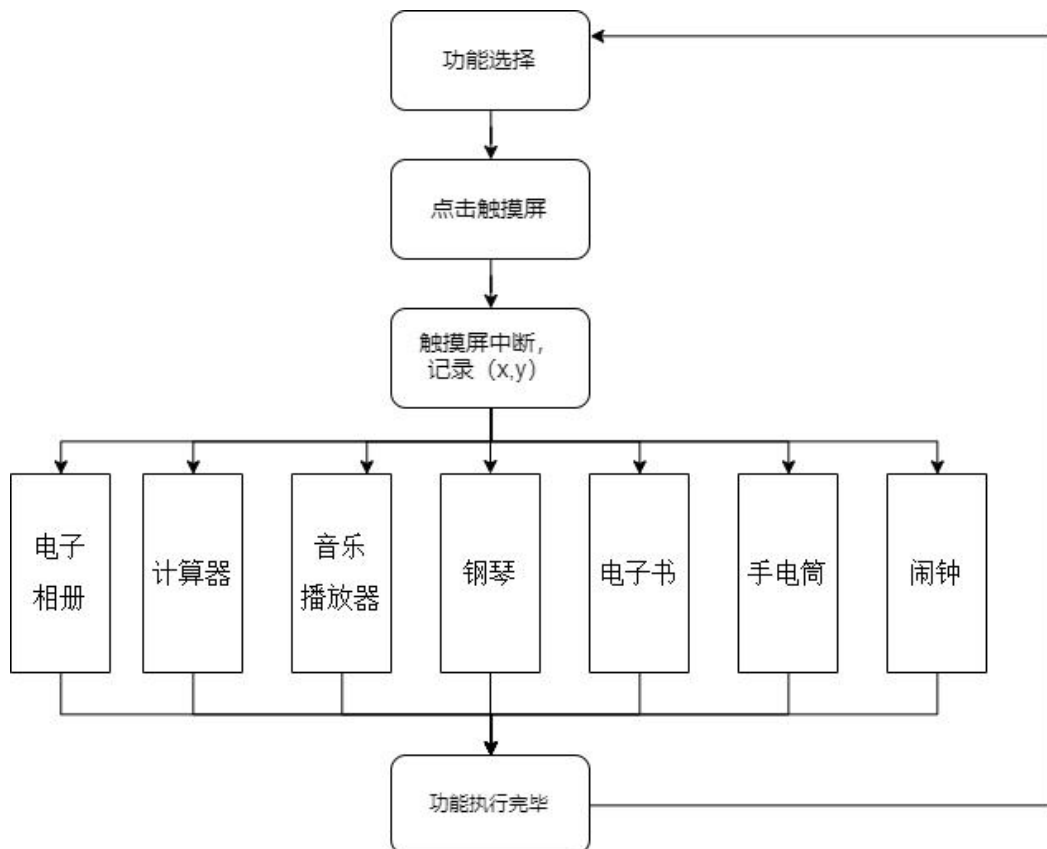 功能选择
点击触摸屏
触摸屏中断,
记录（x,y）
电子
相册
计算器
音乐
播放器
钢琴
电子书
手电筒
闹钟
功能执行完毕